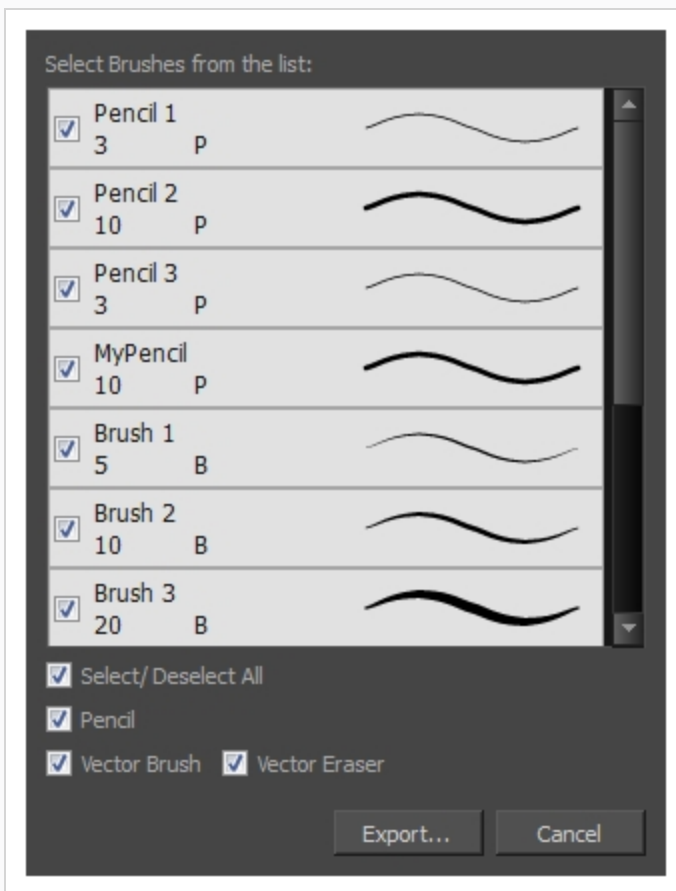 Select Brushes from the list:
Pencil 1
3 P
Pencil 2
10 P
Pencil 3
3 P
MyPencil
10 P
Brush 1
5 B
Brush 2
10 B
Brush 3
20 B
Select/ Deselect All
Pencil
Vector Brush Vector Eraser
Export... Cancel